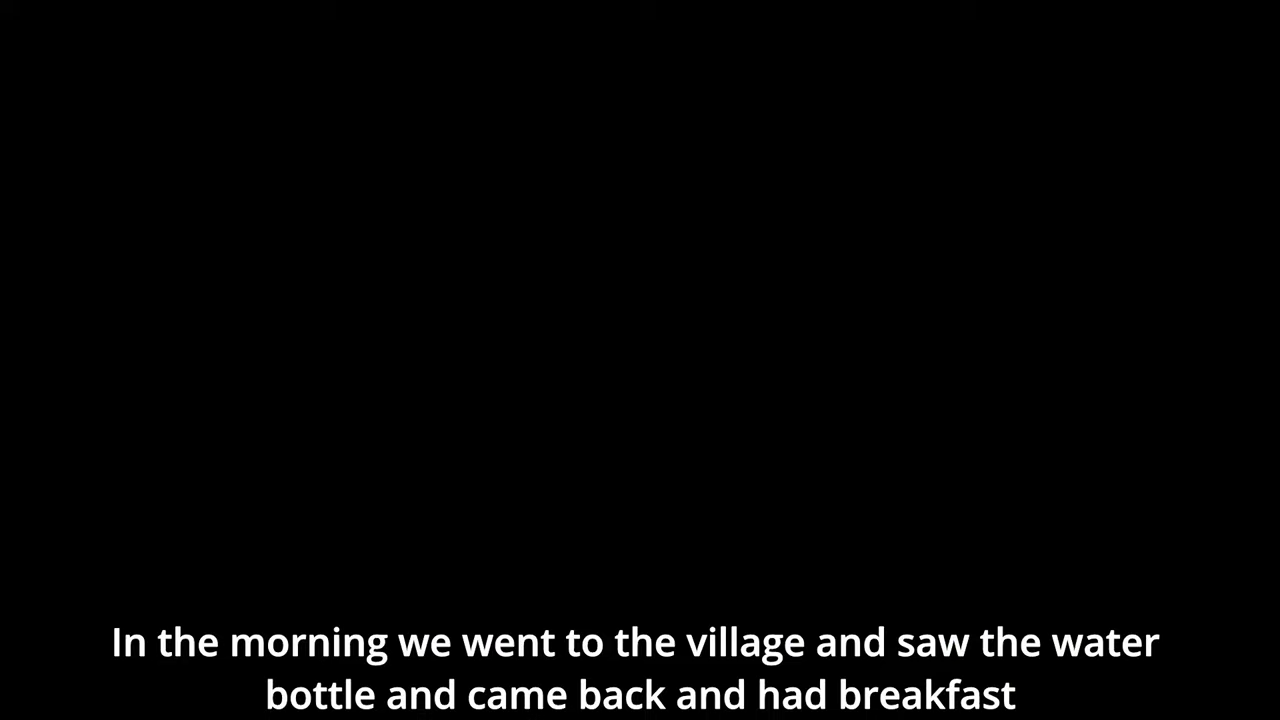 In the morning we went to the village and saw the water
bottle and came back and had breakfast